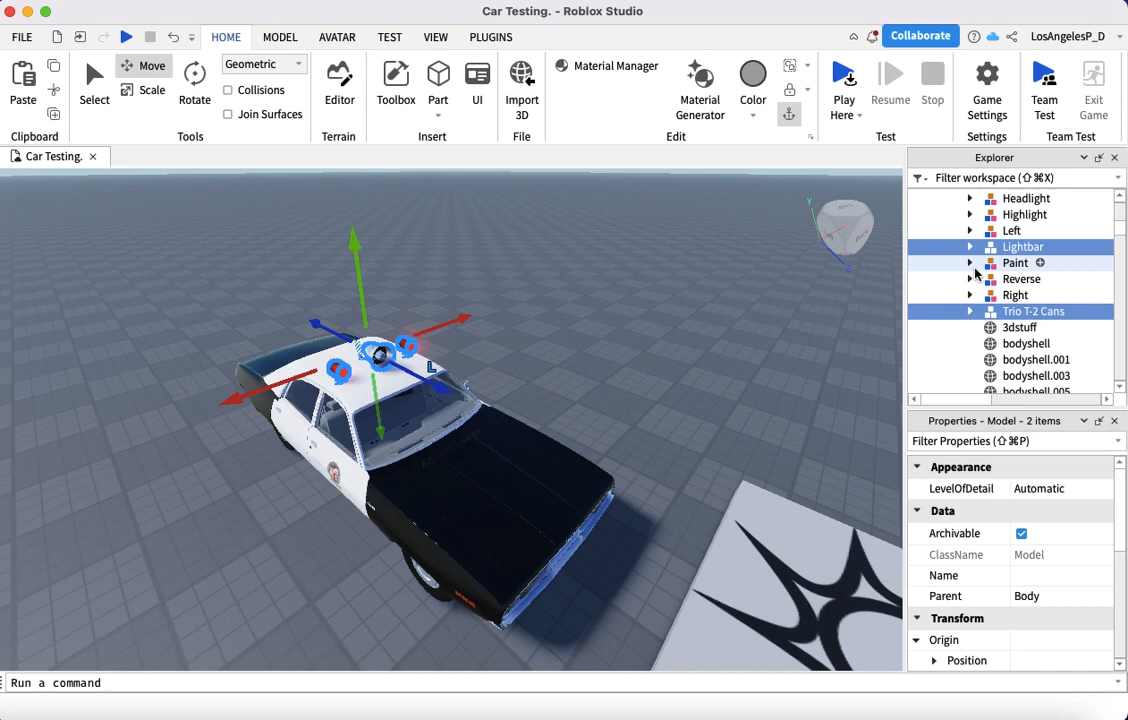 Car Testing. - Roblox Studio
FILE HOME MODEL AVATAR TEST VIEW PLUGINS Collaborate LosAngelesP_D
Paste Select Move Scale Rotate Geometric Collisions Join Surfaces Editor Toolbox Part UI Import 3D Material Manager Material Generator Color Play Here Resume Stop Game Settings Team Test Exit Game
Clipboard Tools Terrain Insert File Edit Test Settings Team Test
Car Testing.
Explorer
Filter workspace (⇧⌘X)
Headlight
Highlight
Left
Lightbar
Paint
Reverse
Right
Trio T-2 Cans
3dstuff
bodyshell
bodyshell.001
bodyshell.003
bodyshell.005
Properties - Model - 2 items
Filter Properties (⇧⌘P)
Appearance
LevelOfDetail Automatic
Data
Archivable
ClassName Model
Name
Parent Body
Transform
Origin
Position
Y
L
Run a command